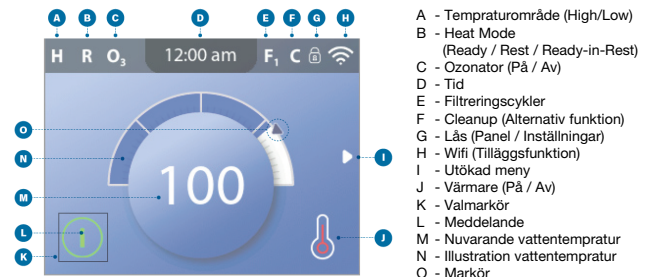 A B C D E F G H
H R O₃ 12:00 am F₁ C B
O
N
I
M
100
L
J
K
A - Tempraturområde (High/Low)
B - Heat Mode
(Ready / Rest / Ready-in-Rest)
C - Ozonator (På / Av)
D - Tid
E - Filtreringscykler
F - Cleanup (Alternativ funktion)
G - Lås (Panel / Inställningar)
H - Wifi (Tilläggsfunktion)
I - Utökad meny
J - Värmare (På / Av)
K - Valmarkör
L - Meddelande
M - Nuvarande vattentempratur
N - Illustration vattentempratur
O - Markör